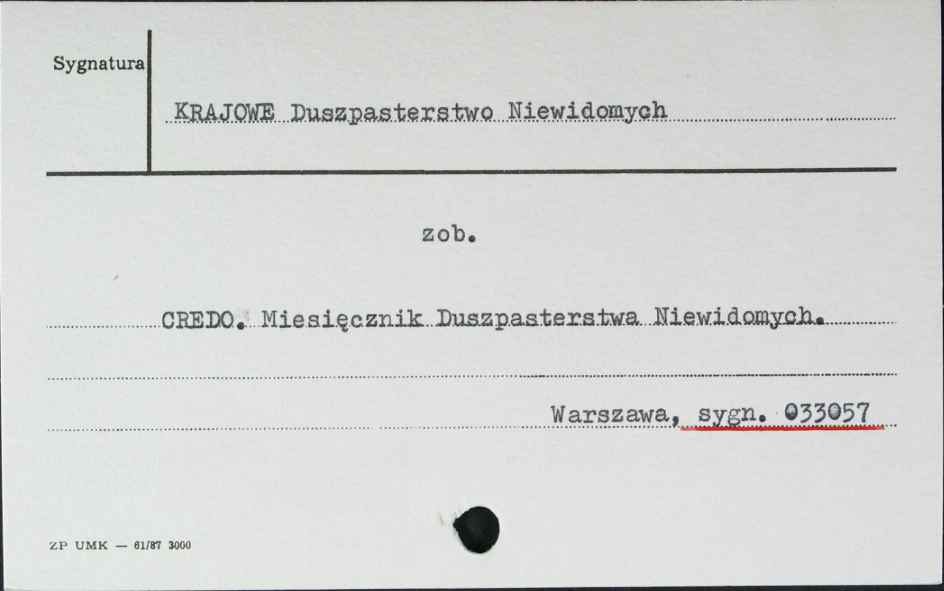 Sygnatura
KRAJOWE Duszpasterstwo Niewidomych
zob.
CREDO. Miesięcznik Duszpasterstwa Niewidomych.
Warszawa, sygn. 033057
ZP UMK — 61/87 3000